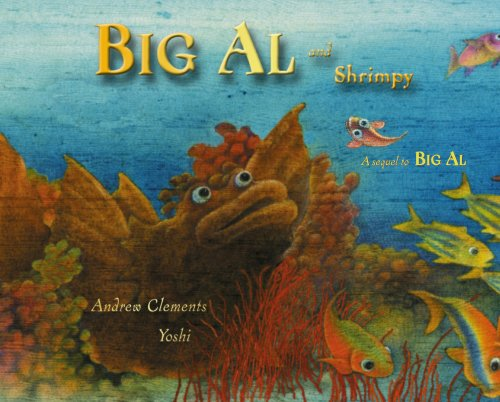 BIG AL and
Shrimpy
A sequel to BIG AL
Andrew Clements
Yoshi